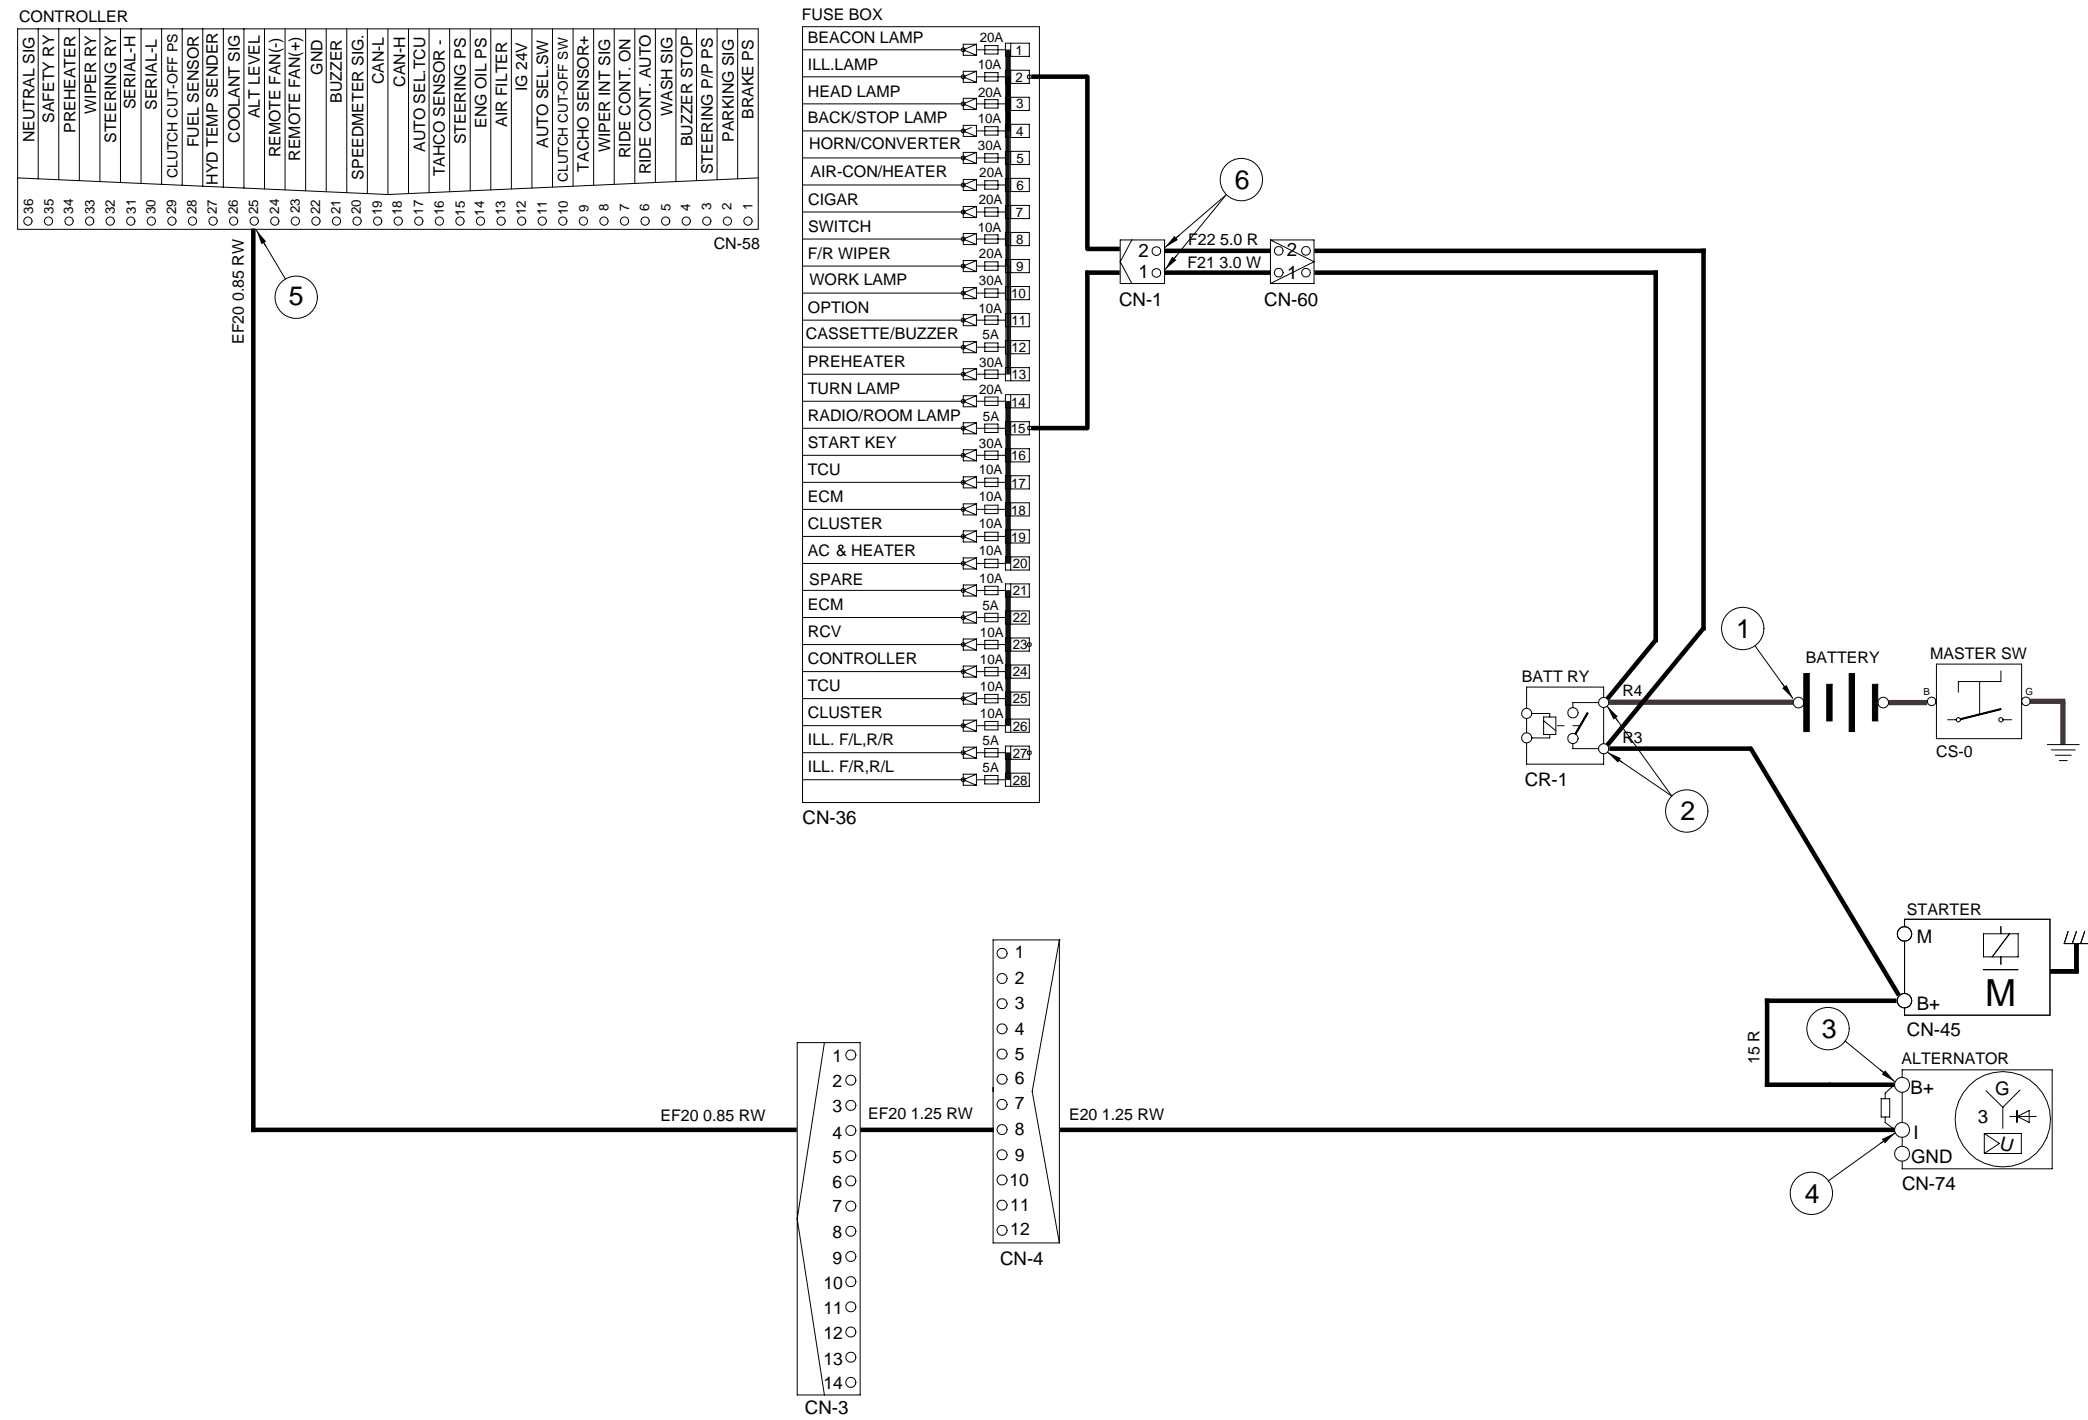 CONTROLLER
NEUTRAL SIG
SAFETY RY
PREHEATER
WIPER RY
STEERING RY
SERIAL-H
SERIAL-L
CLUTCH CUT-OFF PS
FUEL SENSOR
HYD TEMP SENDER
COOLANT SIG
ALT LEVEL
REMOTE FAN(-)
REMOTE FAN(+)
GND
BUZZER
SPEEDMETER SIG.
CAN-L
CAN-H
AUTO SEL.TCU
TAHCO SENSOR -
STEERING PS
ENG OIL PS
AIR FILTER
IG 24V
AUTO SEL.SW
CLUTCH CUT-OFF SW
TACHO SENSOR+
WIPER INT SIG
RIDE CONT. ON
RIDE CONT. AUTO
WASH SIG
BUZZER STOP
STEERING P/P PS
PARKING SIG
BRAKE PS
36 35 34 33 32 31 30 29 28 27 26 25 24 23 22 21 20 19 18 17 16 15 14 13 12 11 10 9 8 7 6 5 4 3 2 1
CN-58
EF20 0.85 RW
5
FUSE BOX
BEACON LAMP 20A 1
ILL.LAMP 10A 2
HEAD LAMP 20A 3
BACK/STOP LAMP 10A 4
HORN/CONVERTER 30A 5
AIR-CON/HEATER 20A 6
CIGAR 20A 7
SWITCH 10A 8
F/R WIPER 20A 9
WORK LAMP 30A 10
OPTION 10A 11
CASSETTE/BUZZER 5A 12
PREHEATER 30A 13
TURN LAMP 20A 14
RADIO/ROOM LAMP 5A 15
START KEY 30A 16
TCU 10A 17
ECM 10A 18
CLUSTER 10A 19
AC & HEATER 10A 20
SPARE 10A 21
ECM 5A 22
RCV 10A 23
CONTROLLER 10A 24
TCU 10A 25
CLUSTER 10A 26
ILL. F/L,R/R 5A 27
ILL. F/R,R/L 5A 28
CN-36
6
2 F22 5.0 R 2
1 F21 3.0 W 1
CN-1 CN-60
1
BATT RY R4
R3
CR-1
2
BATTERY
MASTER SW
B G
CS-0
STARTER
M
M
B+
CN-45
15 R
3
ALTERNATOR
B+
I
GND
G
3
>U
CN-74
4
1
2
3
4
5
6
7
8
9
10
11
12
CN-4
E20 1.25 RW
EF20 1.25 RW
EF20 0.85 RW
1
2
3
4
5
6
7
8
9
10
11
12
13
14
CN-3